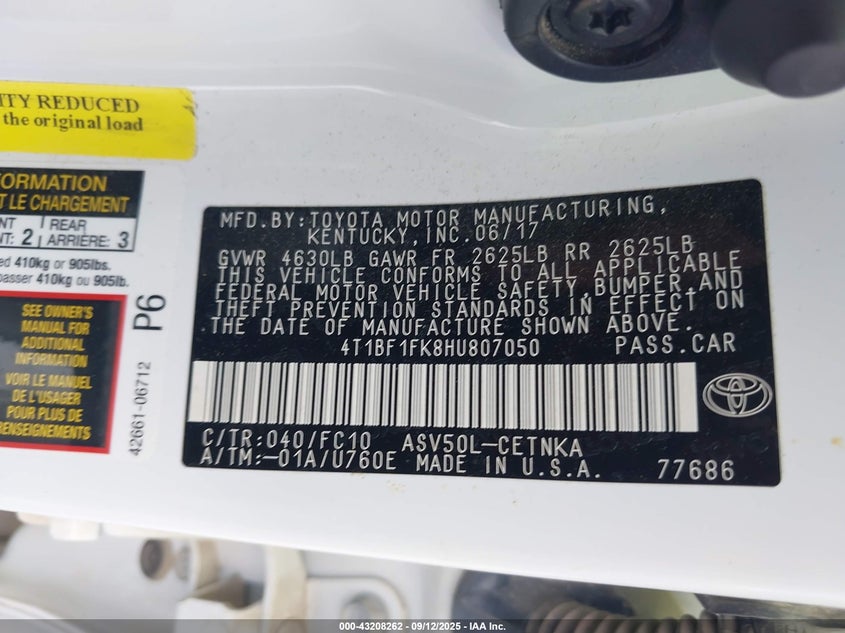 ITY REDUCED
the original load
FORMATION
T LE CHARGEMENT
NT
NT: 2
REAR
ARRIÈRE: 3
ed 410kg or 905lbs.
passer 410kg ou 905lb.
SEE OWNER'S
MANUAL FOR
ADDITIONAL
INFORMATION
VOIR LE MANUEL
DE L'USAGER
POUR PLUS DE
RENSEIGNEMENTS
P6
42661-06712
MFD.BY:TOYOTA MOTOR MANUFACTURING,
KENTUCKY,INC.06/17
GVWR 4630LB GAWR FR 2625LB RR 2625LB
THIS VEHICLE CONFORMS TO ALL APPLICABLE
FEDERAL MOTOR VEHICLE SAFETY,BUMPER,AND
THEFT PREVENTION STANDARDS IN EFFECT ON
THE DATE OF MANUFACTURE SHOWN ABOVE.
4T1BF1FK8HU807050 PASS.CAR
C/TR:040/FC10 ASV50L-CETNKA
A/TM:-01A/U760E MADE IN U.S.A. 77686
000-43208262 - 09/12/2025 - IAA Inc.